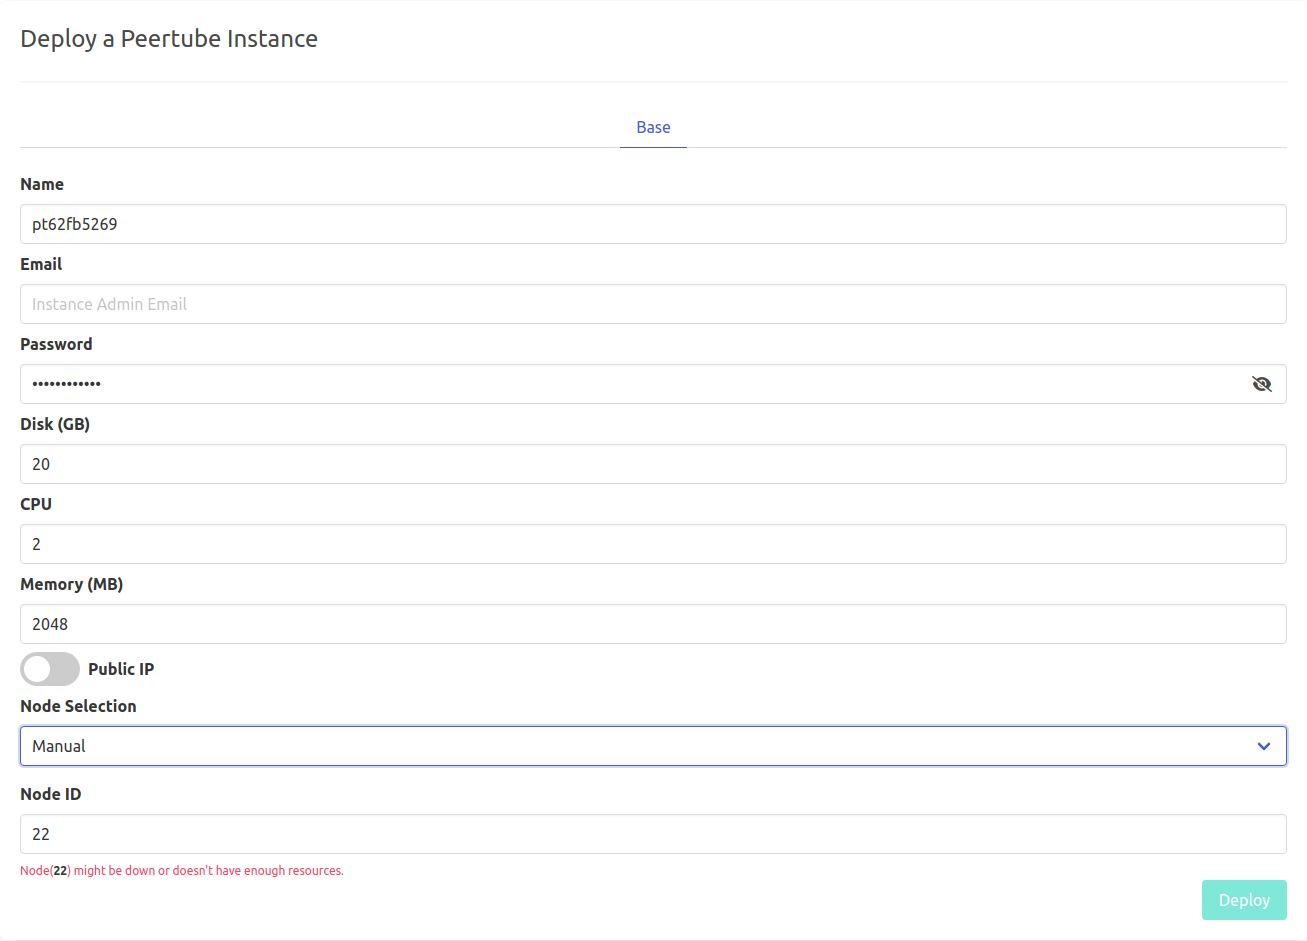 Deploy a Peertube Instance
Base
Name
pt62fb5269
Email
Instance Admin Email
Password
••••••••••••
Disk (GB)
20
CPU
2
Memory (MB)
2048
Public IP
Node Selection
Manual
Node ID
22
Node(22) might be down or doesn't have enough resources.
Deploy